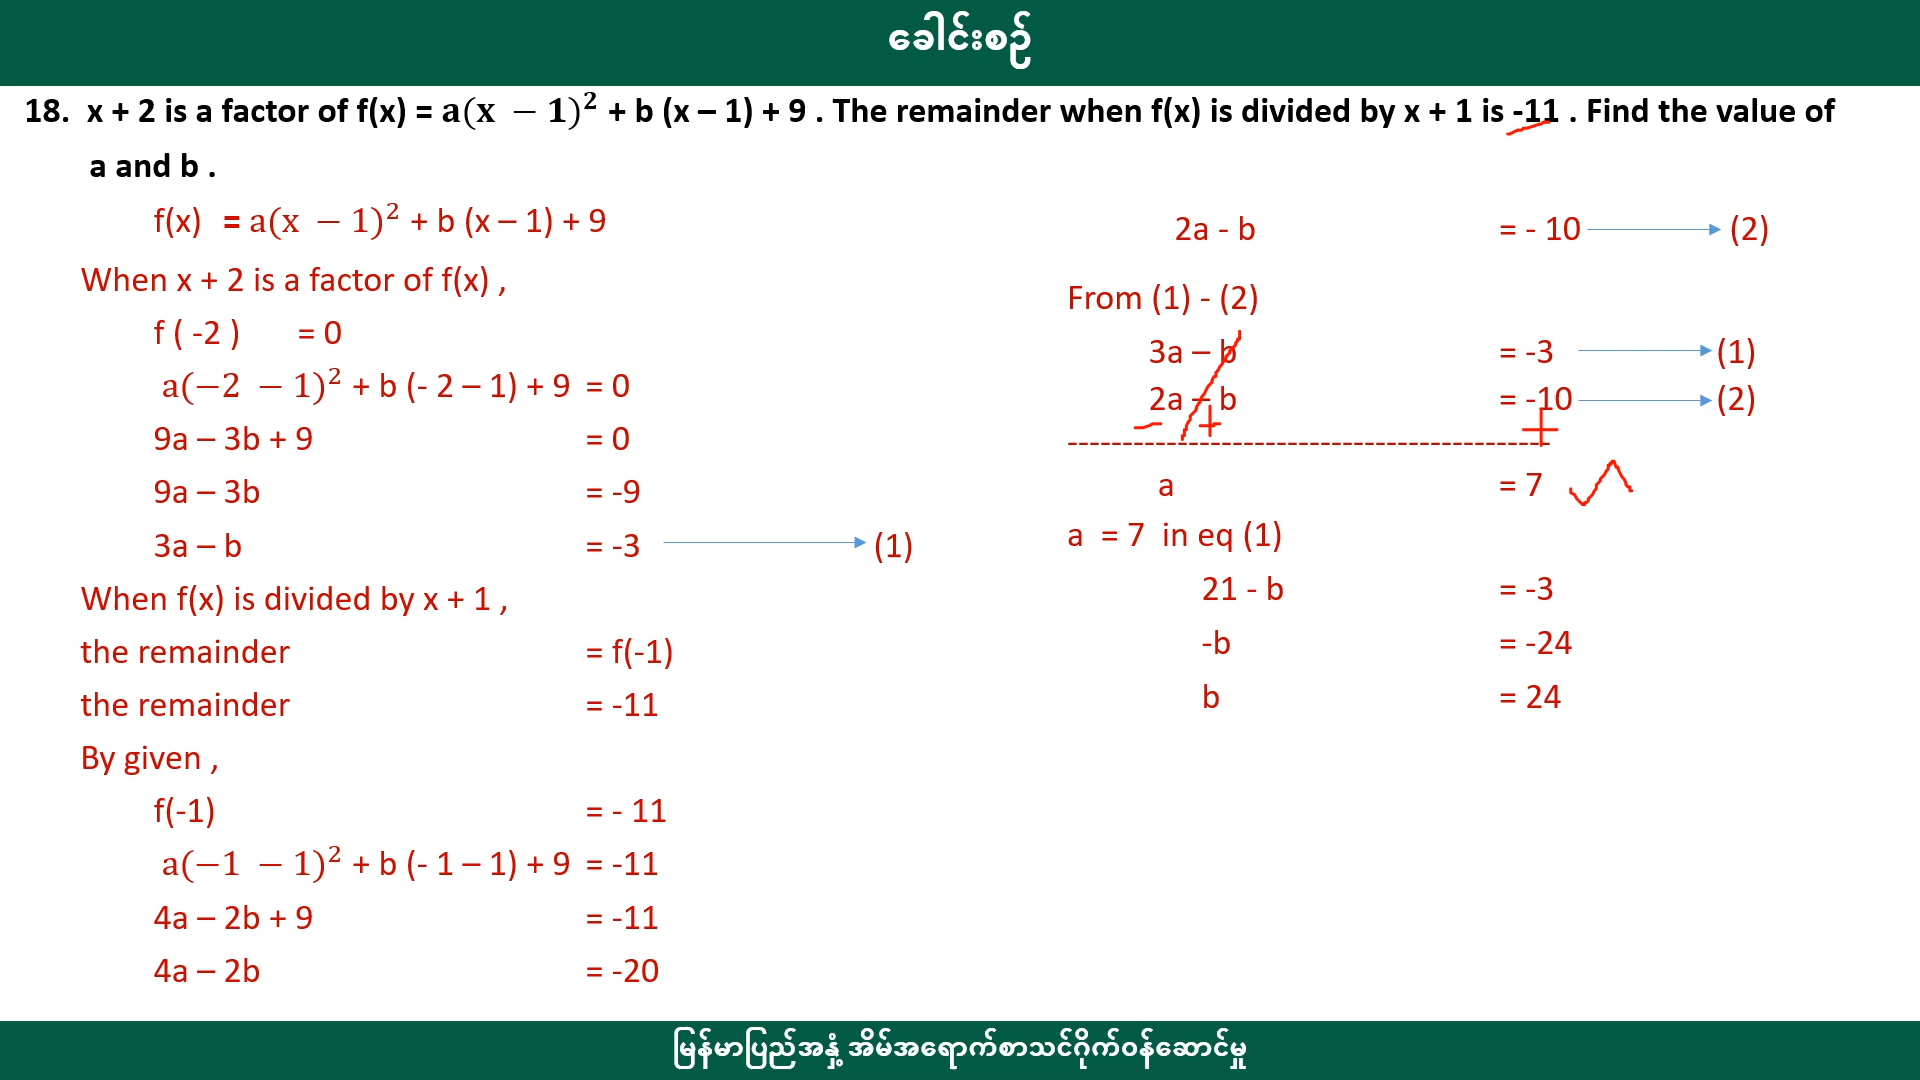 ခေါင်းစဉ်
18. x + 2 is a factor of f(x) = a(x − 1)² + b (x – 1) + 9 . The remainder when f(x) is divided by x + 1 is -11 . Find the value of
a and b .
f(x) = a(x − 1)² + b (x – 1) + 9
When x + 2 is a factor of f(x) ,
f ( -2 ) = 0
a(−2 − 1)² + b (- 2 – 1) + 9 = 0
9a – 3b + 9 = 0
9a – 3b = -9
3a – b = -3 (1)
When f(x) is divided by x + 1 ,
the remainder = f(-1)
the remainder = -11
By given ,
f(-1) = - 11
a(−1 − 1)² + b (- 1 – 1) + 9 = -11
4a – 2b + 9 = -11
4a – 2b = -20
2a - b = - 10 (2)
From (1) - (2)
3a – b = -3 (1)
2a – b = -10 (2)
− + +
a = 7
a = 7 in eq (1)
21 - b = -3
-b = -24
b = 24
မြန်မာပြည်အနှံ့ အိမ်အရောက်စာသင်ဂိုက်ဝန်ဆောင်မှု